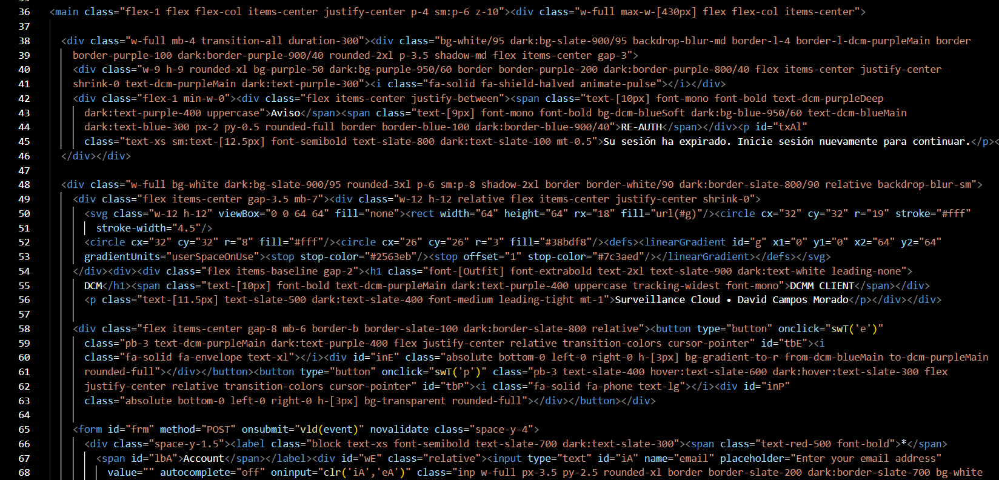 36 <main class="flex-1 flex flex-col items-center justify-center p-4 sm:p-6 z-10"><div class="w-full max-w-[430px] flex flex-col items-center">
37
38 <div class="w-full mb-4 transition-all duration-300"><div class="bg-white/95 dark:bg-slate-900/95 backdrop-blur-md border-l-4 border-l-dcm-purpleMain border
39 border-purple-100 dark:border-purple-900/40 rounded-2xl p-3.5 shadow-md flex items-center gap-3">
40 <div class="w-9 h-9 rounded-xl bg-purple-50 dark:bg-purple-950/60 border border-purple-200 dark:border-purple-800/40 flex items-center justify-center
41 shrink-0 text-dcm-purpleMain dark:text-purple-300"><i class="fa-solid fa-shield-halved animate-pulse"></i></div>
42 <div class="flex-1 min-w-0"><div class="flex items-center justify-between"><span class="text-[10px] font-mono font-bold text-dcm-purpleDeep
43 dark:text-purple-400 uppercase">Aviso</span><span class="text-[9px] font-mono font-bold bg-dcm-blueSoft dark:bg-blue-950/60 text-dcm-blueMain
44 dark:text-blue-300 px-2 py-0.5 rounded-full border border-blue-100 dark:border-blue-900/40">RE-AUTH</span></div><p id="txAl"
45 class="text-xs sm:text-[12.5px] font-semibold text-slate-800 dark:text-slate-100 mt-0.5">Su sesión ha expirado. Inicie sesión nuevamente para continuar.</p><
46 </div></div>
47
48 <div class="w-full bg-white dark:bg-slate-900/95 rounded-3xl p-6 sm:p-8 shadow-2xl border border-white/90 dark:border-slate-800/90 relative backdrop-blur-sm">
49 <div class="flex items-center gap-3.5 mb-7"><div class="w-12 h-12 relative flex items-center justify-center shrink-0">
50 <svg class="w-12 h-12" viewBox="0 0 64 64" fill="none"><rect width="64" height="64" rx="18" fill="url(#g)"/><circle cx="32" cy="32" r="19" stroke="#fff"
51 stroke-width="4.5"/>
52 <circle cx="32" cy="32" r="8" fill="#fff"/><circle cx="26" cy="26" r="3" fill="#38bdf8"/><defs><linearGradient id="g" x1="0" y1="0" x2="64" y2="64"
53 gradientUnits="userSpaceOnUse"><stop stop-color="#2563eb"/><stop offset="1" stop-color="#7c3aed"/></linearGradient></defs></svg>
54 </div><div><div class="flex items-baseline gap-2"><h1 class="font-[Outfit] font-extrabold text-2xl text-slate-900 dark:text-white leading-none">
55 DCM</h1><span class="text-[10px] font-bold text-dcm-purpleMain dark:text-purple-400 uppercase tracking-widest font-mono">DCMM CLIENT</span></div>
56 <p class="text-[11.5px] text-slate-500 dark:text-slate-400 font-medium leading-tight mt-1">Surveillance Cloud • David Campos Morado</p></div></div>
57
58 <div class="flex items-center gap-8 mb-6 border-b border-slate-100 dark:border-slate-800 relative"><button type="button" onclick="swT('e')"
59 class="pb-3 text-dcm-purpleMain dark:text-purple-400 flex justify-center relative transition-colors cursor-pointer" id="tbE"><i
60 class="fa-solid fa-envelope text-xl"></i><div id="inE" class="absolute bottom-0 left-0 right-0 h-[3px] bg-gradient-to-r from-dcm-blueMain to-dcm-purpleMain
61 rounded-full"></div></button><button type="button" onclick="swT('p')" class="pb-3 text-slate-400 hover:text-slate-600 dark:hover:text-slate-300 flex
62 justify-center relative transition-colors cursor-pointer" id="tbP"><i class="fa-solid fa-phone text-lg"></i><div id="inP"
63 class="absolute bottom-0 left-0 right-0 h-[3px] bg-transparent rounded-full"></div></button></div>
64
65 <form id="frm" method="POST" onsubmit="vld(event)" novalidate class="space-y-4">
66 <div class="space-y-1.5"><label class="block text-xs font-semibold text-slate-700 dark:text-slate-300"><span class="text-red-500 font-bold">*</span>
67 <span id="lbA">Account</span></label><div id="wE" class="relative"><input type="text" id="iA" name="email" placeholder="Enter your email address"
68 value="" autocomplete="off" oninput="clr('iA','eA')" class="inp w-full px-3.5 py-2.5 rounded-xl border border-slate-200 dark:border-slate-700 bg-white